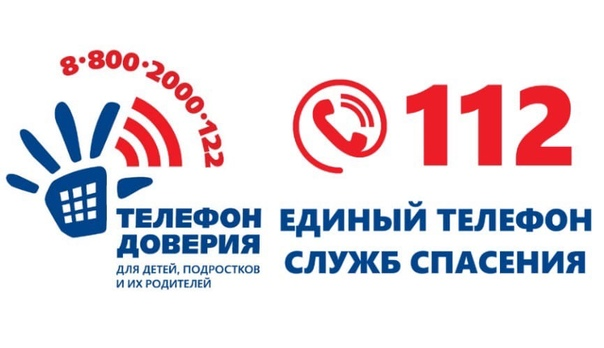 8·800·2000·122
ТЕЛЕФОН
ДОВЕРИЯ
ДЛЯ ДЕТЕЙ, ПОДРОСТКОВ
И ИХ РОДИТЕЛЕЙ
112
ЕДИНЫЙ ТЕЛЕФОН
СЛУЖБ СПАСЕНИЯ